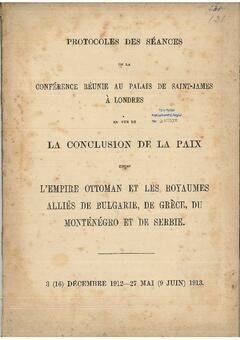 121
PROTOCOLES DES SÉANCES
DE LA
CONFÉRENCE RÉUNIE AU PALAIS DE SAINT-JAMES
À LONDRES
EN VUE DE
LA CONCLUSION DE LA PAIX
ENTRE
L'EMPIRE OTTOMAN ET LES ROYAUMES
ALLIÉS DE BULGARIE, DE GRÈCE, DU
MONTÉNÉGRO ET DE SERBIE.
3 (16) DÉCEMBRE 1912—27 MAI (9 JUIN) 1913.